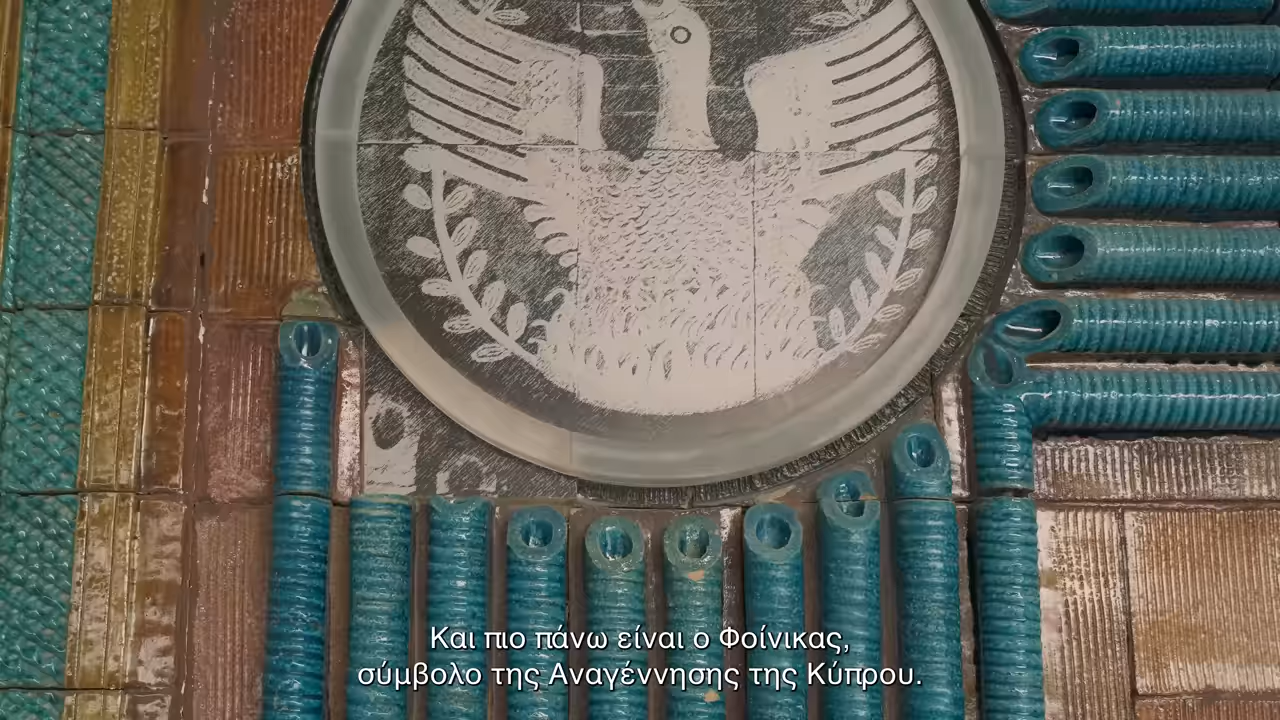 Και πιο πάνω είναι ο Φοίνικας,
σύμβολο της Αναγέννησης της Κύπρου.